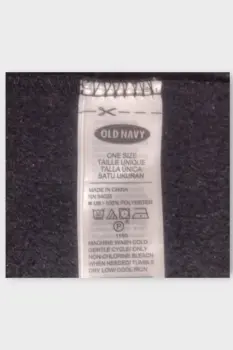 OLD NAVY
ONE SIZE
TAILLE UNIQUE
TALLA UNICA
SATU UKURAN
MADE IN CHINA
100% POLYESTER
MACHINE WASH COLD
GENTLE CYCLE ONLY
NON-CHLORINE BLEACH
WHEN NEEDED TUMBLE
DRY LOW COOL IRON